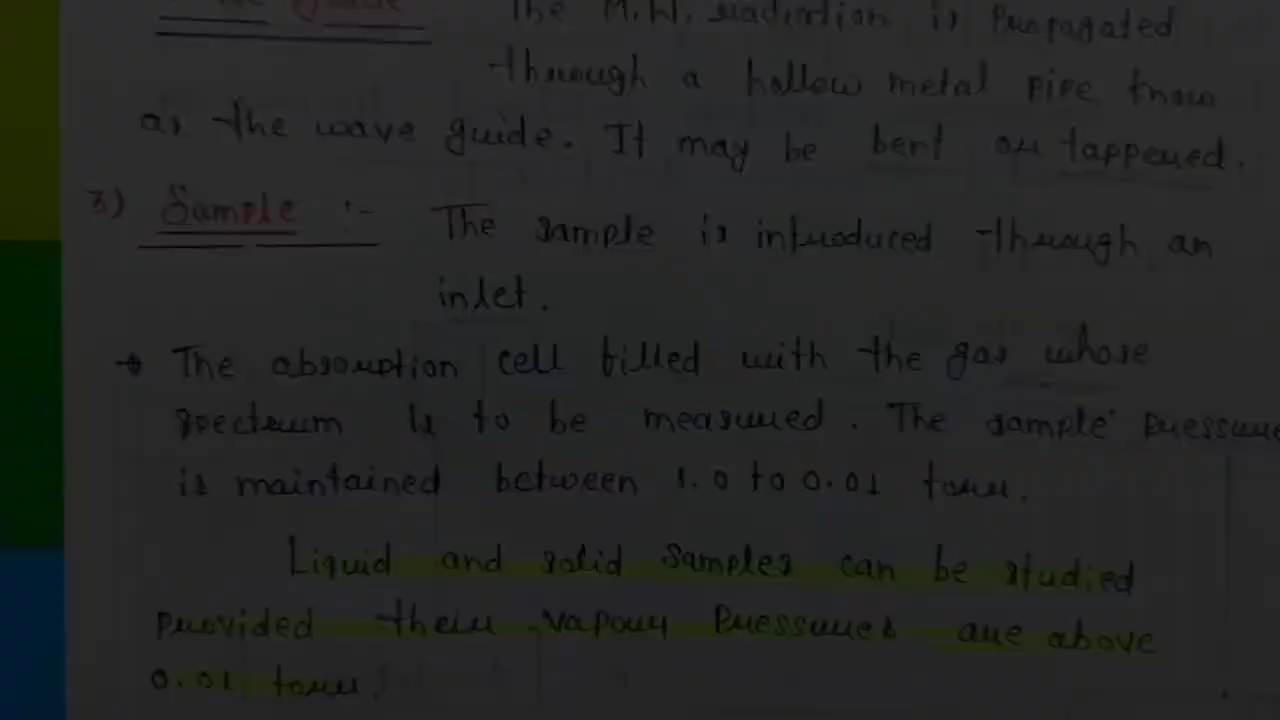 guide The M.W. radiation is Propagated
through a hollow metal pipe know
as the wave guide. It may be bent or tappered.
3) Sample :- The sample is introduced through an
inlet.
→ The absorption cell filled with the gas whose
spectrum is to be measured. The sample pressure
is maintained between 1.0 to 0.01 torr.
Liquid and solid samples can be studied
provided their vapour pressures are above
0.01 torr.